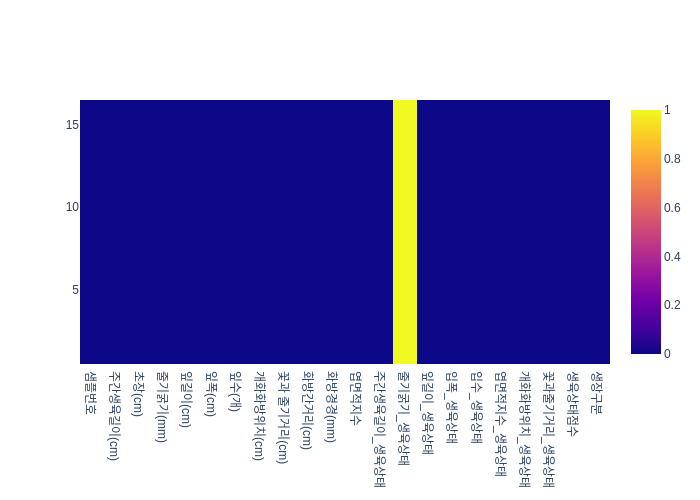 15
10
5
1
0.8
0.6
0.4
0.2
0
샘플번호
주간생육길이(cm)
초장(cm)
줄기굵기(mm)
잎길이(cm)
잎폭(cm)
잎수(개)
개화화방위치(cm)
꽃과 줄기거리(cm)
화방간거리(cm)
화방경경(mm)
엽면적지수
주간생육길이_생육상태
줄기굵기_생육상태
잎길이_생육상태
잎폭_생육상태
잎수_생육상태
엽면적지수_생육상태
개화화방위치_생육상태
꽃과줄기거리_생육상태
생육상태점수
생장구분